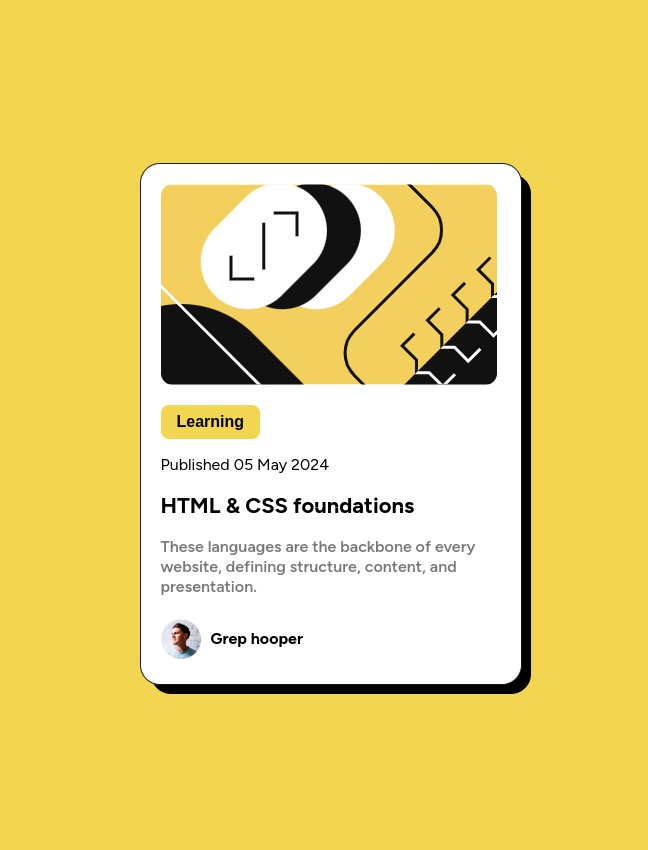 Learning
Published 05 May 2024
HTML & CSS foundations
These languages are the backbone of every
website, defining structure, content, and
presentation.
Grep hooper